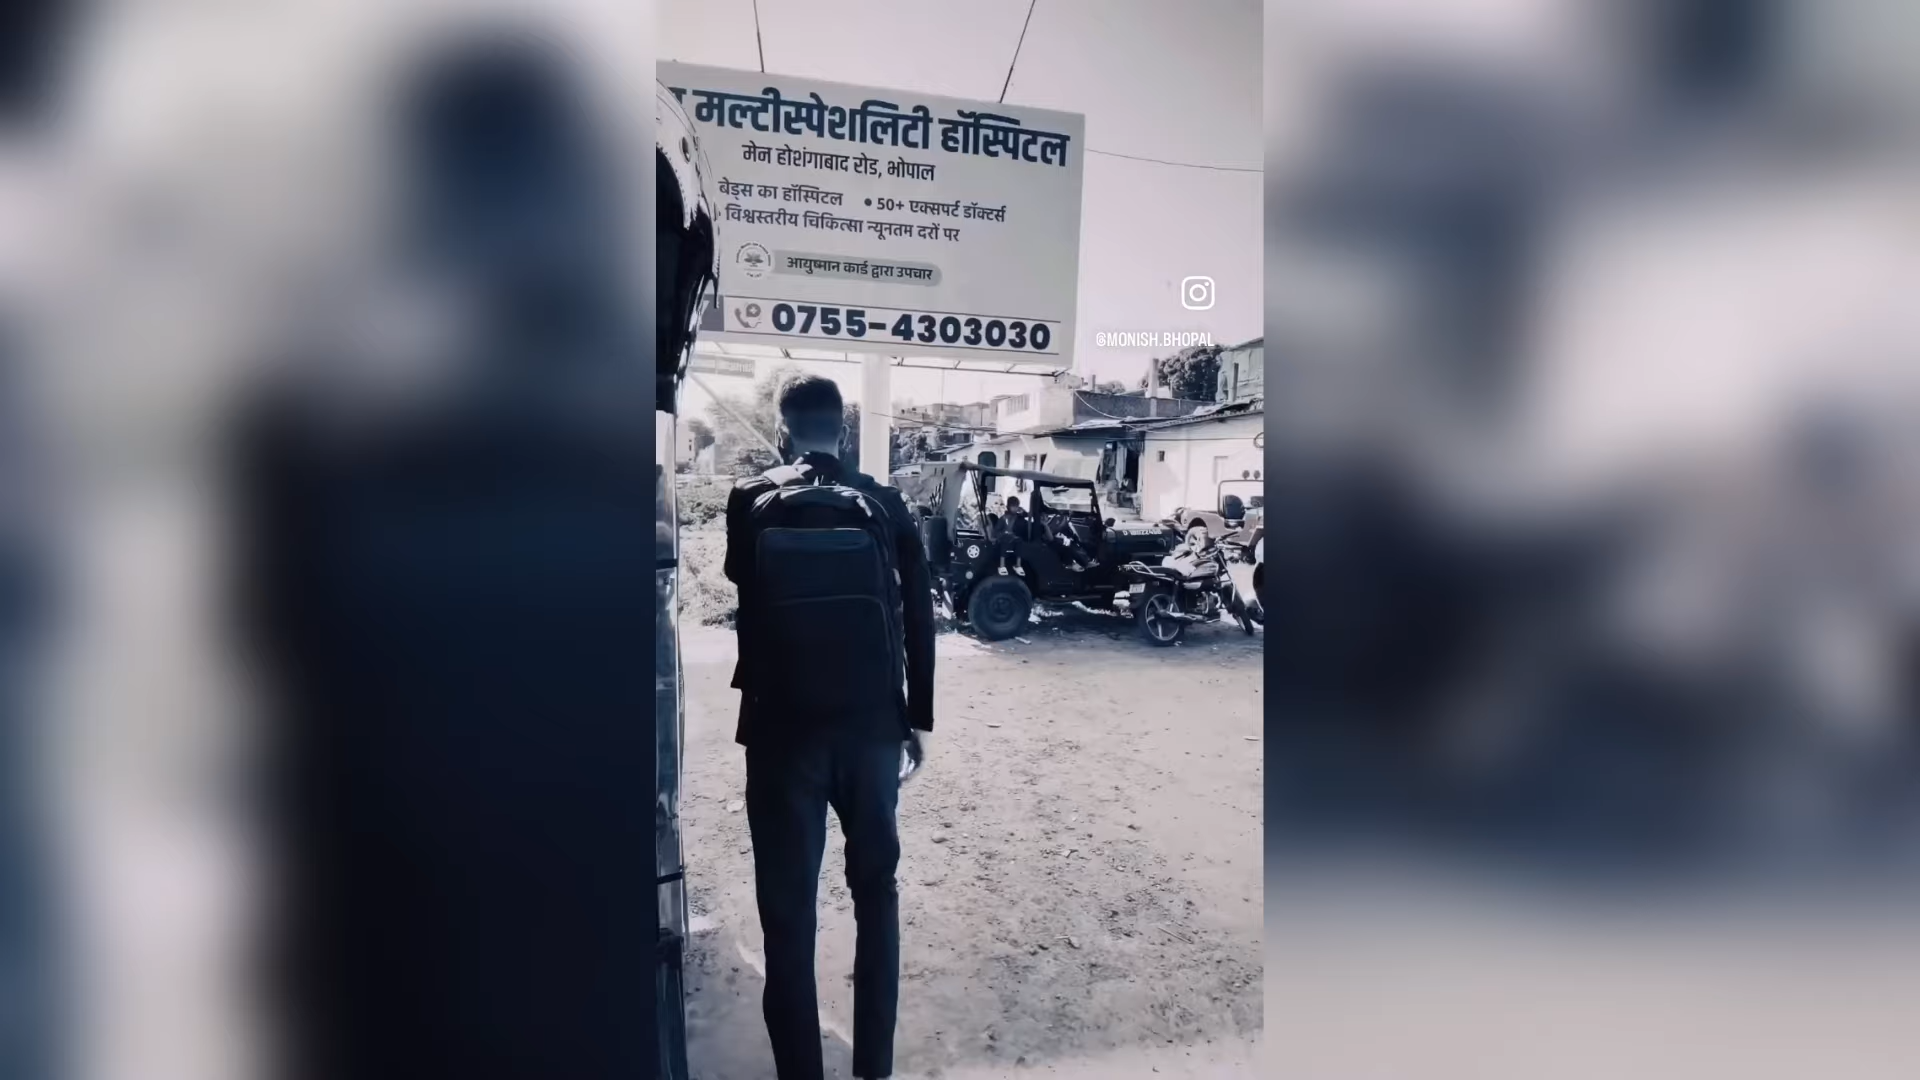 मल्टीस्पेशलिटी हॉस्पिटल
मेन होशंगाबाद रोड, भोपाल
बेड्स का हॉस्पिटल • 50+ एक्सपर्ट डॉक्टर्स
विश्वस्तरीय चिकित्सा न्यूनतम दरों पर
आयुष्मान कार्ड द्वारा उपचार
0755-4303030
@MONISH.BHOPAL